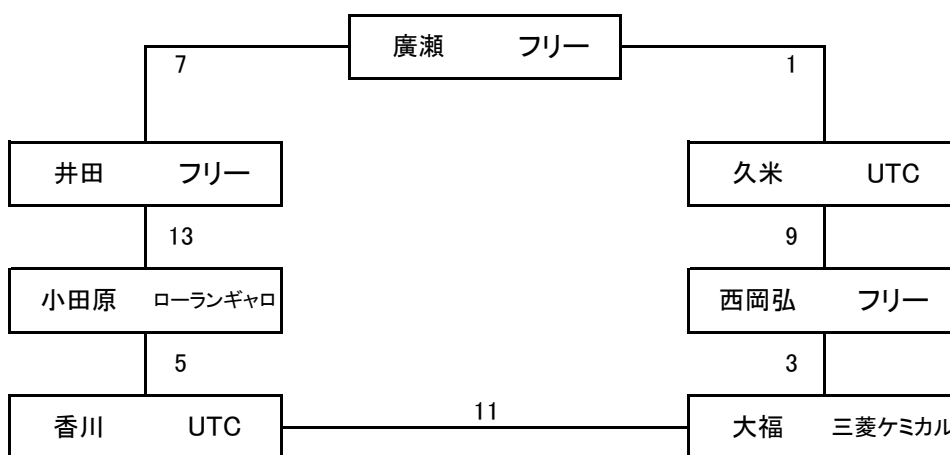 廣瀬 フリー
7 1
井田 フリー 久米 UTC
13 9
小田原 ローランギャロ 西岡弘 フリー
5 3
香川 UTC 11 大福 三菱ケミカル